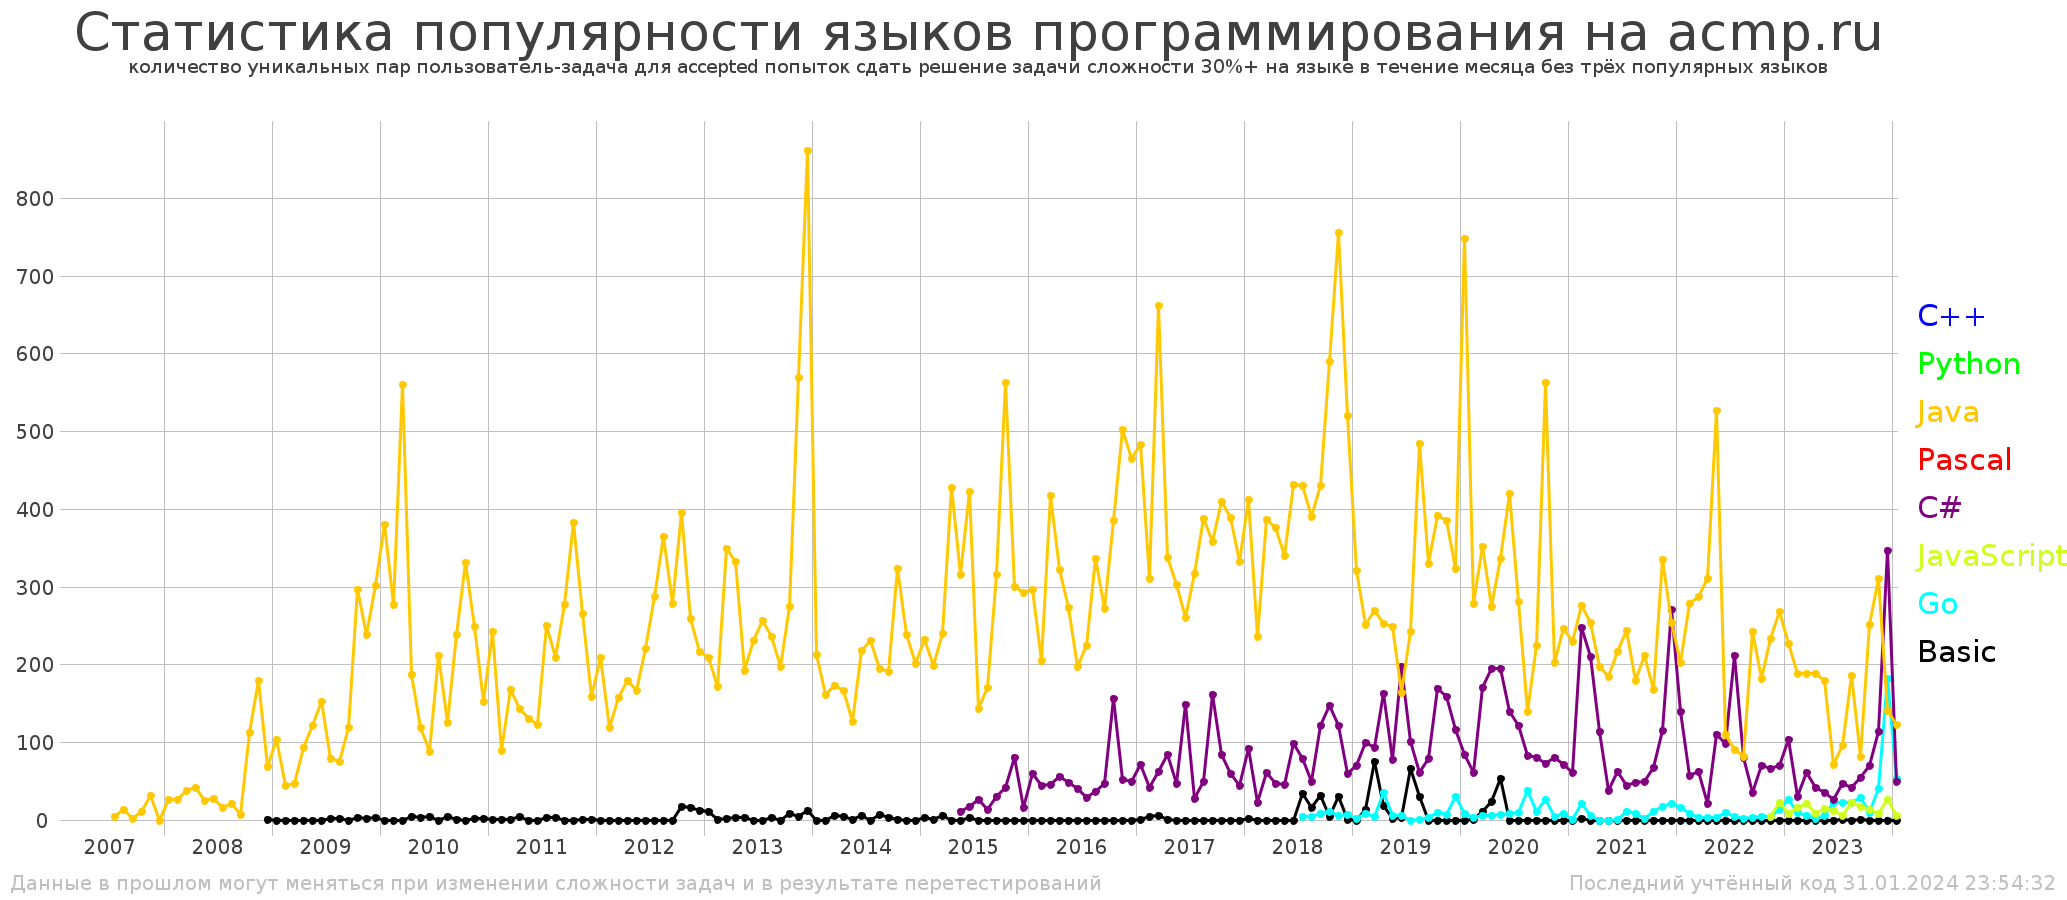 Статистика популярности языков программирования на acmp.ru
количество уникальных пар пользователь-задача для accepted попыток сдать решение задачи сложности 30%+ на языке в течение месяца без трёх популярных языков
800
700
600
500
400
300
200
100
0
2007 2008 2009 2010 2011 2012 2013 2014 2015 2016 2017 2018 2019 2020 2021 2022 2023
C++
Python
Java
Pascal
C#
JavaScript
Go
Basic
Данные в прошлом могут меняться при изменении сложности задач и в результате перетестирований
Последний учтённый код 31.01.2024 23:54:32